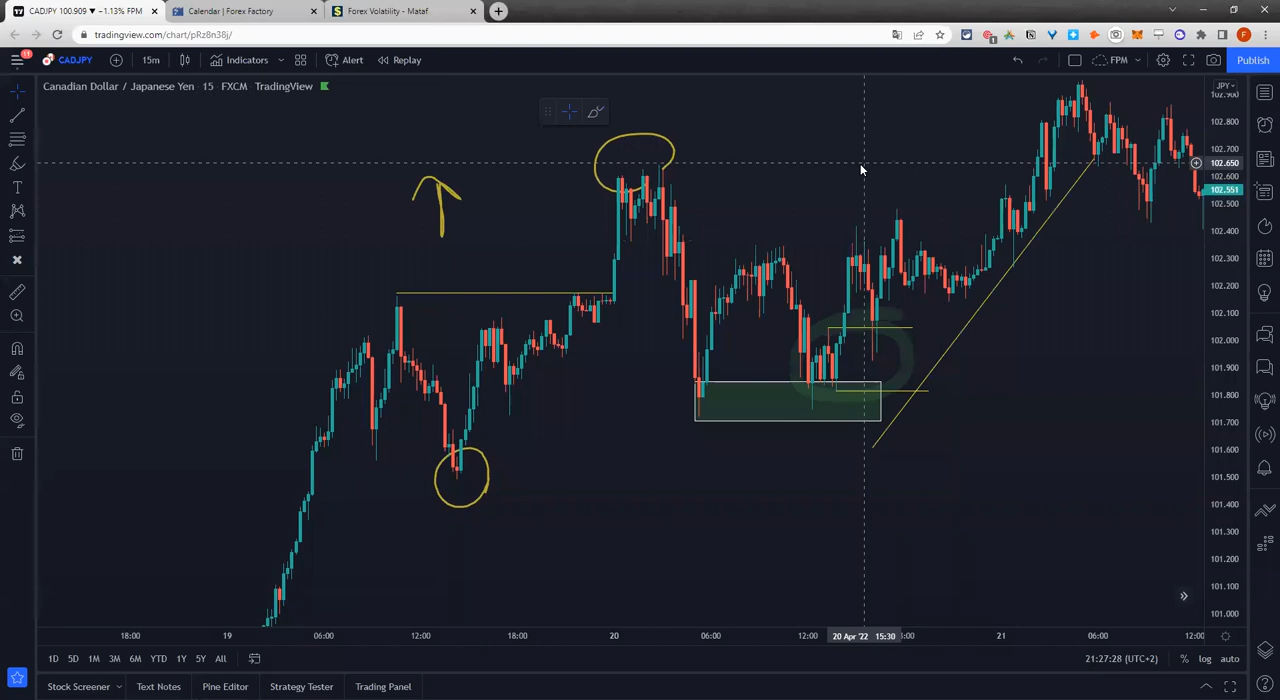 CADJPY 100.909 ▼ −1.13% FPM
Calendar | Forex Factory
Forex Volatility - Mataf
tradingview.com/chart/pRz8n38j/
11
CADJPY
15m
Indicators
Alert
Replay
FPM
Publish
Canadian Dollar / Japanese Yen · 15 · FXCM TradingView
JPY
102.900
102.800
102.700
102.650
102.600
102.551
102.500
102.400
102.300
102.200
102.100
102.000
101.900
101.800
101.700
101.600
101.500
101.400
101.300
101.200
101.100
101.000
18:00
19
06:00
12:00
18:00
20
06:00
12:00
20 Apr '22 15:30
21
06:00
12:00
1D 5D 1M 3M 6M YTD 1Y 5Y All
21:27:28 (UTC+2)
% log auto
Stock Screener
Text Notes
Pine Editor
Strategy Tester
Trading Panel